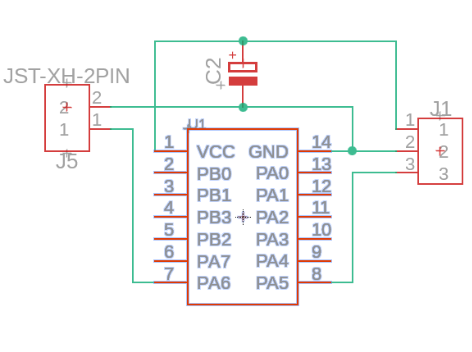 C2
JST-XH-2PIN
2
2
1
1
J5
U1
1 VCC GND 14
2 PB0 PA0 13
3 PB1 PA1 12
4 PB3 PA2 11
5 PB2 PA3 10
6 PA7 PA4 9
7 PA6 PA5 8
J1
1 1
2 2
3 3